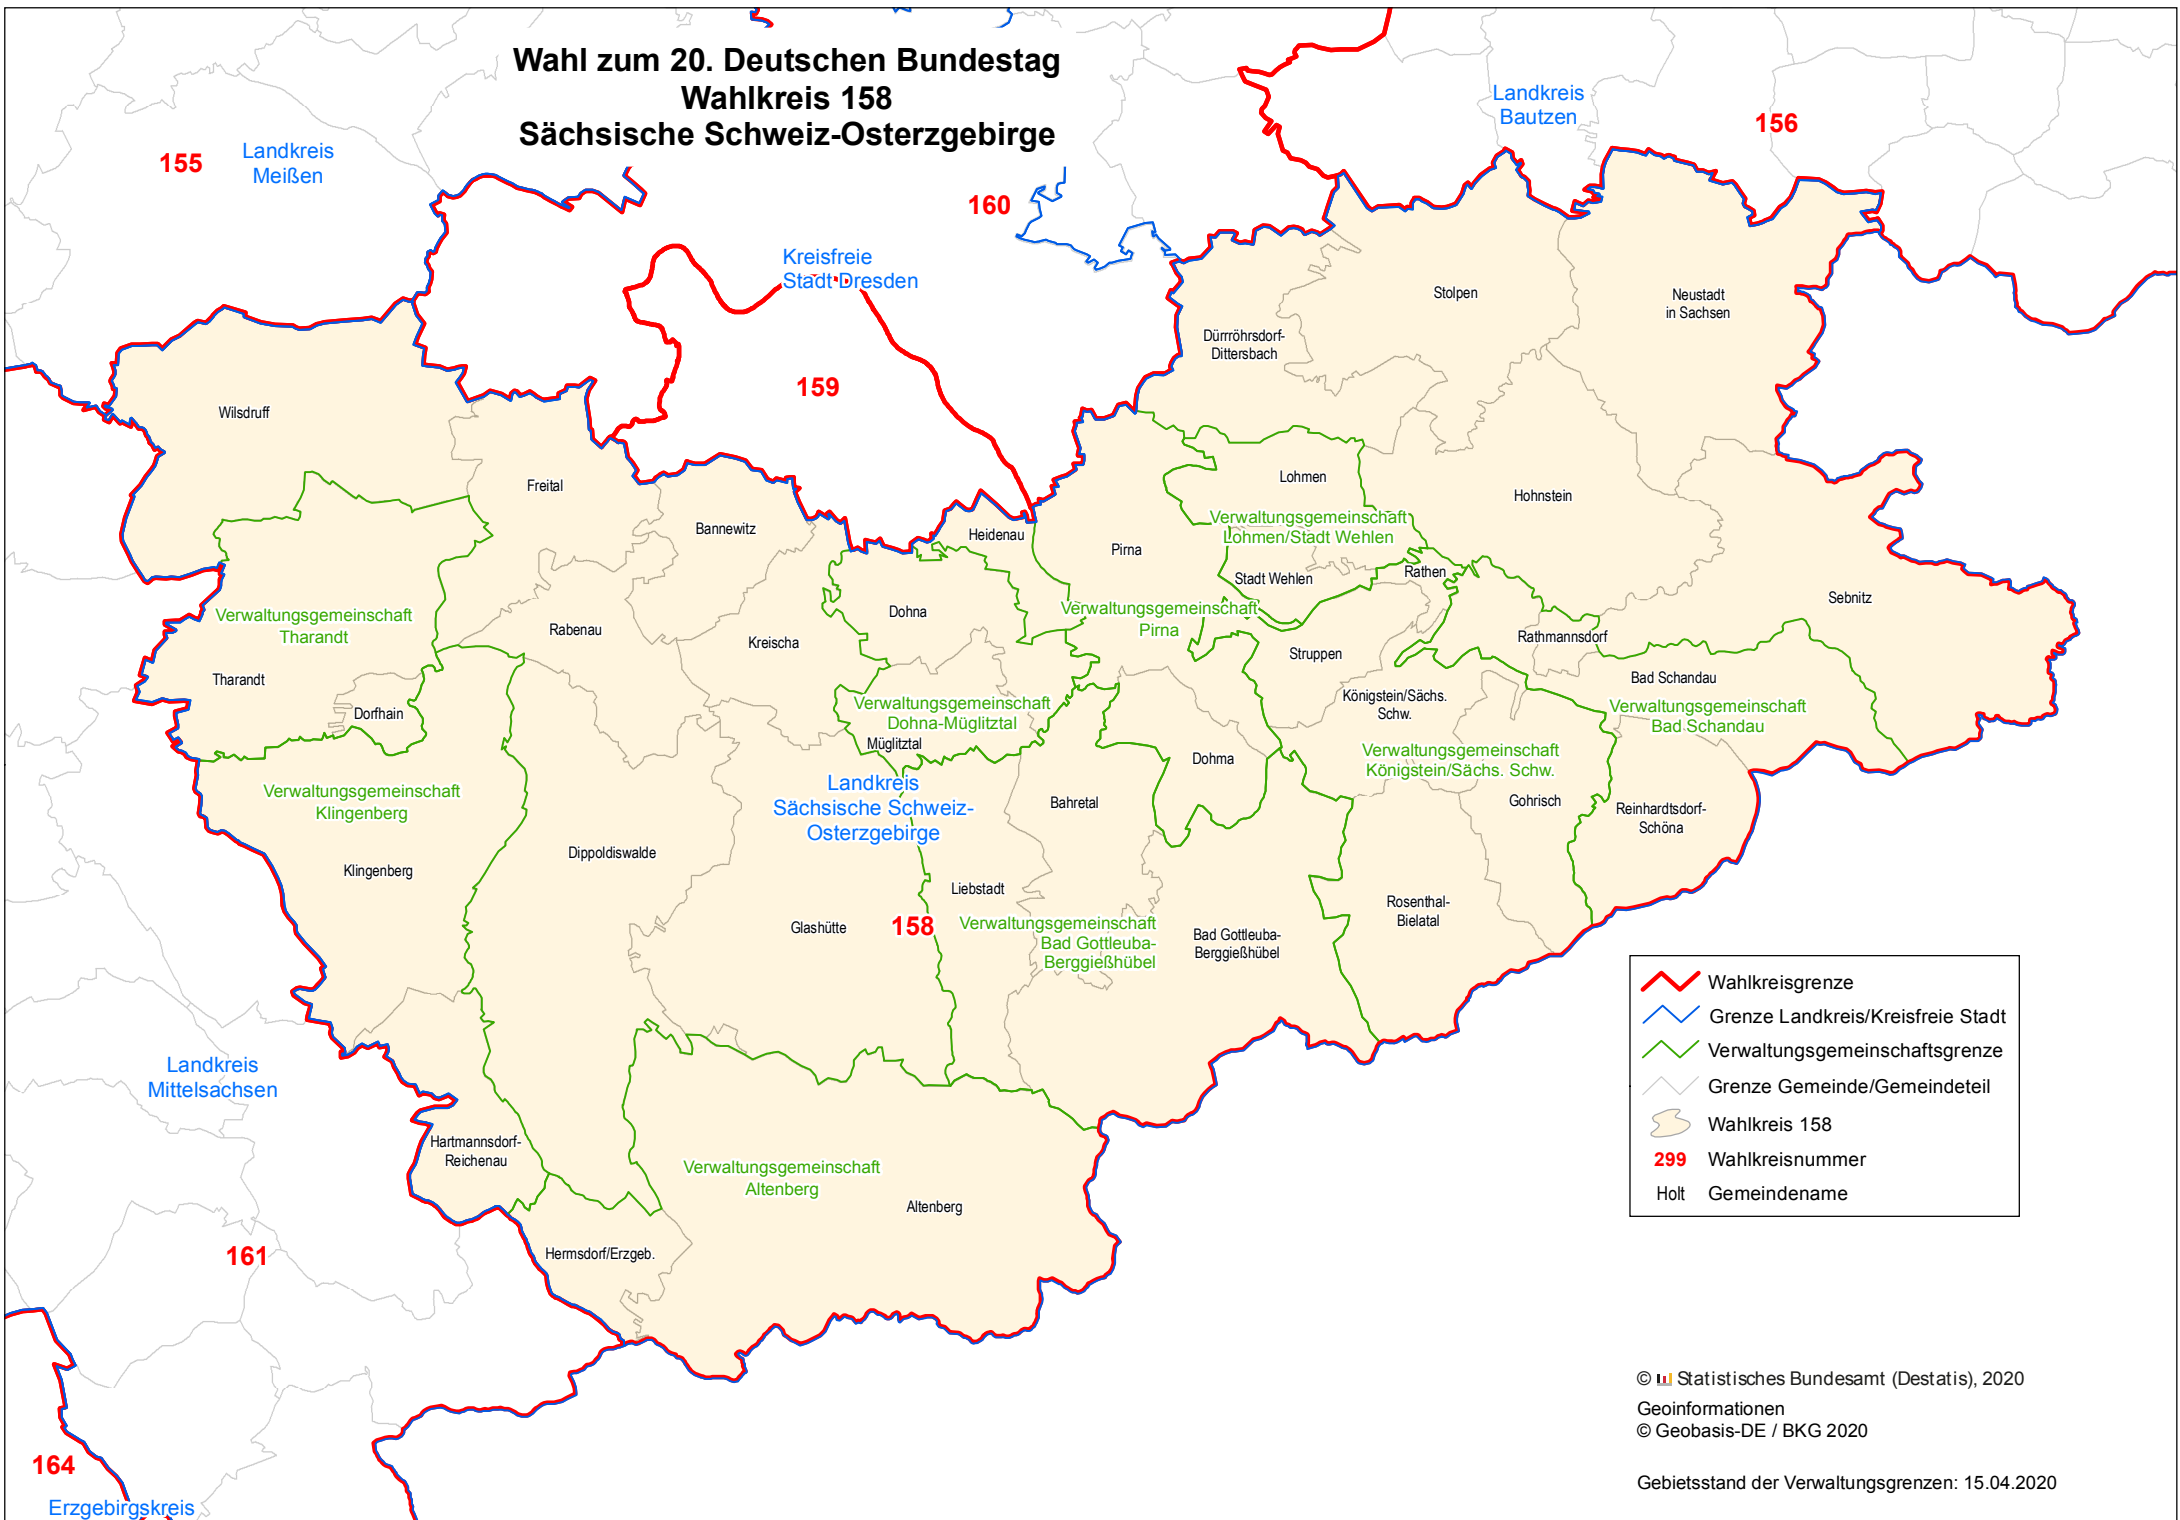 Wahl zum 20. Deutschen Bundestag
Wahlkreis 158
Sächsische Schweiz-Osterzgebirge
155
Landkreis
Meißen
160
Landkreis
Bautzen
156
Kreisfreie
Stadt Dresden
159
Stolpen
Neustadt
in Sachsen
Dürrröhrsdorf-
Dittersbach
Wilsdruff
Freital
Bannewitz
Heidenau
Pirna
Lohmen
Verwaltungsgemeinschaft
Lohmen/Stadt Wehlen
Stadt Wehlen
Hohnstein
Rathen
Sebnitz
Verwaltungsgemeinschaft
Tharandt
Tharandt
Dorfhain
Rabenau
Kreischa
Dohna
Verwaltungsgemeinschaft
Pirna
Struppen
Rathmannsdorf
Bad Schandau
Verwaltungsgemeinschaft
Bad Schandau
Königstein/Sächs.
Schw.
Verwaltungsgemeinschaft
Königstein/Sächs. Schw.
Verwaltungsgemeinschaft
Dohna-Müglitztal
Müglitztal
Dohma
Bahretal
Gohrisch
Reinhardtsdorf-
Schöna
Verwaltungsgemeinschaft
Klingenberg
Klingenberg
Landkreis
Sächsische Schweiz-
Osterzgebirge
Dippoldiswalde
Glashütte
158
Liebstadt
Verwaltungsgemeinschaft
Bad Gottleuba-
Berggießhübel
Bad Gottleuba-
Berggießhübel
Rosenthal-
Bielatal
Landkreis
Mittelsachsen
Hartmannsdorf-
Reichenau
Verwaltungsgemeinschaft
Altenberg
Altenberg
Hermsdorf/Erzgeb.
161
164
Erzgebirgskreis
Wahlkreisgrenze
Grenze Landkreis/Kreisfreie Stadt
Verwaltungsgemeinschaftsgrenze
Grenze Gemeinde/Gemeindeteil
Wahlkreis 158
299 Wahlkreisnummer
Holt Gemeindename
© Statistisches Bundesamt (Destatis), 2020
Geoinformationen
© Geobasis-DE / BKG 2020
Gebietsstand der Verwaltungsgrenzen: 15.04.2020